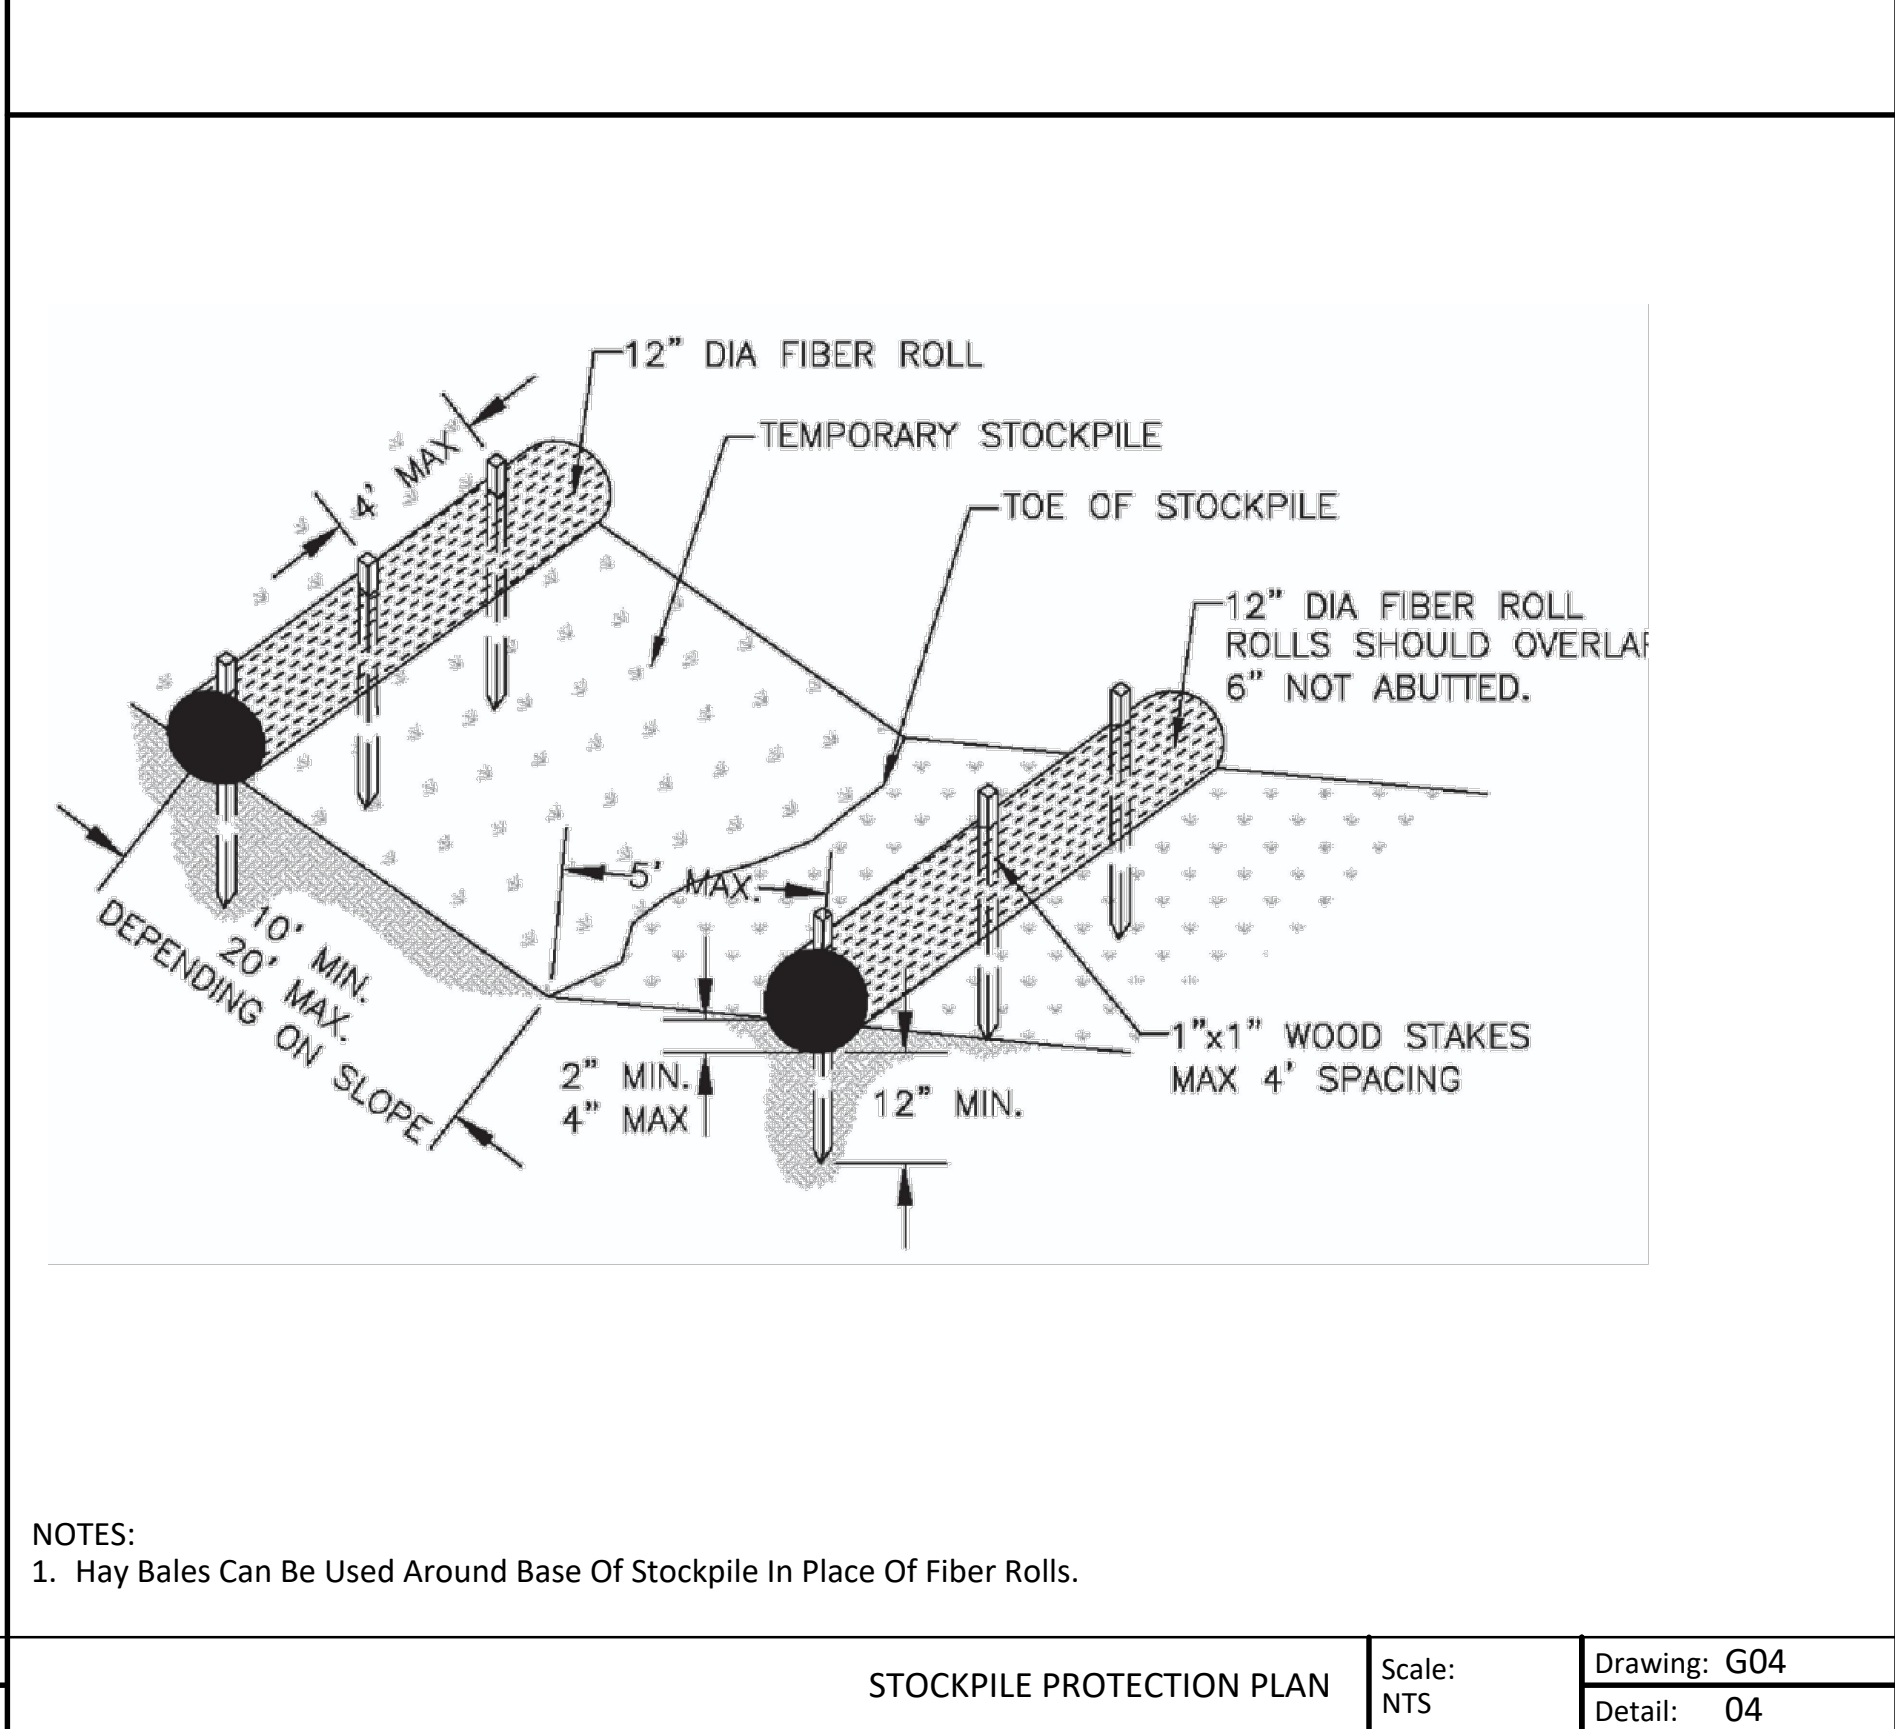 12” DIA FIBER ROLL
TEMPORARY STOCKPILE
4' MAX
TOE OF STOCKPILE
12” DIA FIBER ROLL
ROLLS SHOULD OVERLAP
6” NOT ABUTTED.
5' MAX.
10' MIN.
20' MAX.
DEPENDING ON SLOPE
2” MIN.
4” MAX
12” MIN.
1”x1” WOOD STAKES
MAX 4' SPACING
NOTES:
1. Hay Bales Can Be Used Around Base Of Stockpile In Place Of Fiber Rolls.
STOCKPILE PROTECTION PLAN
Scale:
NTS
Drawing: G04
Detail: 04